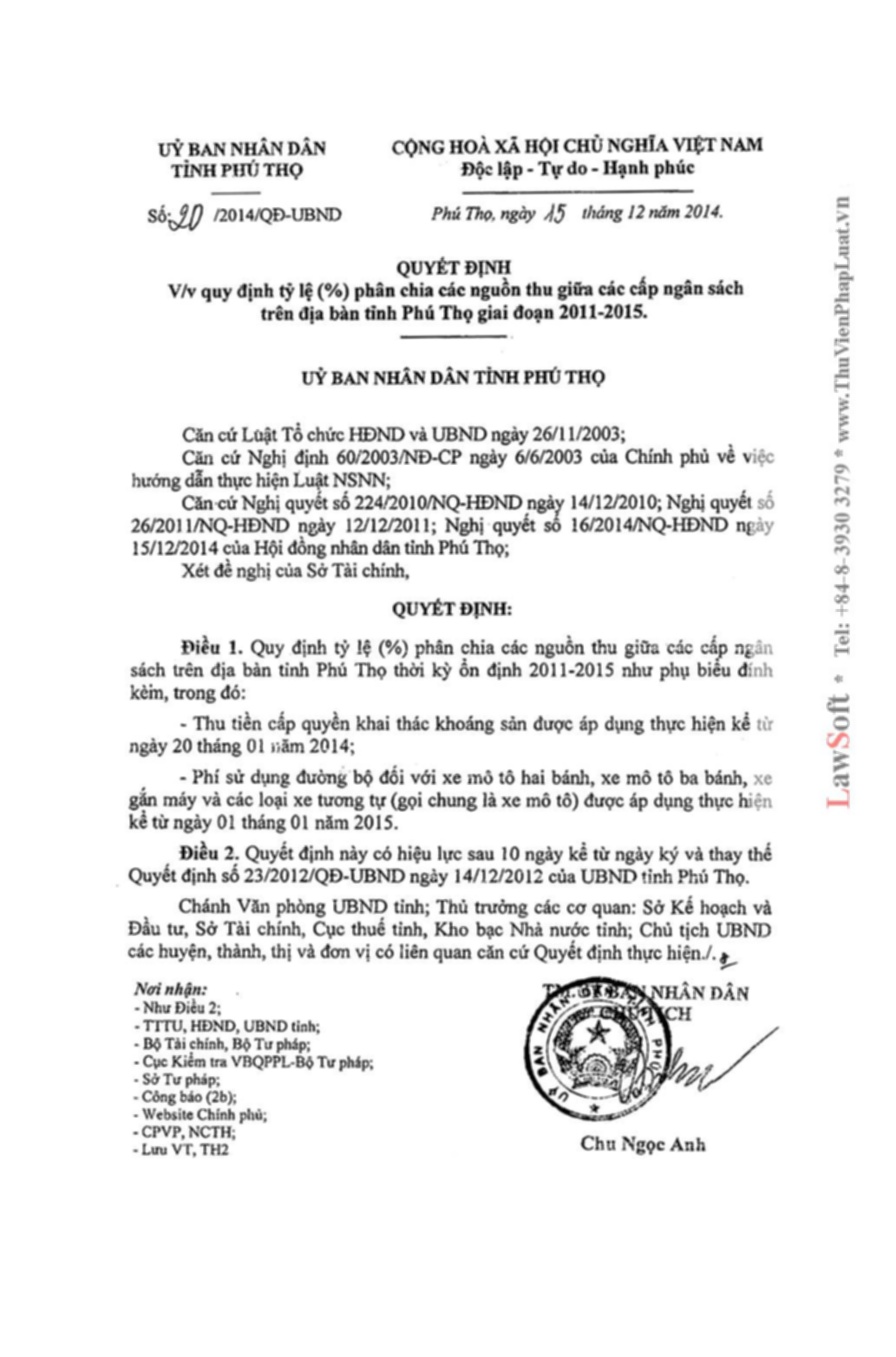 UỶ BAN NHÂN DÂN
TỈNH PHÚ THỌ
CỘNG HOÀ XÃ HỘI CHỦ NGHĨA VIỆT NAM
Độc lập - Tự do - Hạnh phúc
Số: 20 /2014/QĐ-UBND
Phú Thọ, ngày 15 tháng 12 năm 2014.
QUYẾT ĐỊNH
V/v quy định tỷ lệ (%) phân chia các nguồn thu giữa các cấp ngân sách
trên địa bàn tỉnh Phú Thọ giai đoạn 2011-2015.
UỶ BAN NHÂN DÂN TỈNH PHÚ THỌ
Căn cứ Luật Tổ chức HĐND và UBND ngày 26/11/2003;
Căn cứ Nghị định 60/2003/NĐ-CP ngày 6/6/2003 của Chính phủ về việc
hướng dẫn thực hiện Luật NSNN;
Căn cứ Nghị quyết số 224/2010/NQ-HĐND ngày 14/12/2010; Nghị quyết số
26/2011/NQ-HĐND ngày 12/12/2011; Nghị quyết số 16/2014/NQ-HĐND ngày
15/12/2014 của Hội đồng nhân dân tỉnh Phú Thọ;
Xét đề nghị của Sở Tài chính,
QUYẾT ĐỊNH:
Điều 1. Quy định tỷ lệ (%) phân chia các nguồn thu giữa các cấp ngân
sách trên địa bàn tỉnh Phú Thọ thời kỳ ổn định 2011-2015 như phụ biểu đính
kèm, trong đó:
- Thu tiền cấp quyền khai thác khoáng sản được áp dụng thực hiện kể từ
ngày 20 tháng 01 năm 2014;
- Phí sử dụng đường bộ đối với xe mô tô hai bánh, xe mô tô ba bánh, xe
gắn máy và các loại xe tương tự (gọi chung là xe mô tô) được áp dụng thực hiện
kể từ ngày 01 tháng 01 năm 2015.
Điều 2. Quyết định này có hiệu lực sau 10 ngày kể từ ngày ký và thay thế
Quyết định số 23/2012/QĐ-UBND ngày 14/12/2012 của UBND tỉnh Phú Thọ.
Chánh Văn phòng UBND tỉnh; Thủ trưởng các cơ quan: Sở Kế hoạch và
Đầu tư, Sở Tài chính, Cục thuế tỉnh, Kho bạc Nhà nước tỉnh; Chủ tịch UBND
các huyện, thành, thị và đơn vị có liên quan căn cứ Quyết định thực hiện./.
Nơi nhận:
- Như Điều 2;
- TTTU, HĐND, UBND tỉnh;
- Bộ Tài chính, Bộ Tư pháp;
- Cục Kiểm tra VBQPPL-Bộ Tư pháp;
- Sở Tư pháp;
- Công báo (2b);
- Website Chính phủ;
- CPVP, NCTH;
- Lưu VT, TH2
TM. UỶ BAN NHÂN DÂN
CHỦ TỊCH
UỶ BAN NHÂN DÂN TỈNH PHÚ THỌ
Chu Ngọc Anh
LawSoft * Tel: +84-8-3930 3279 * www.ThuVienPhapLuat.vn